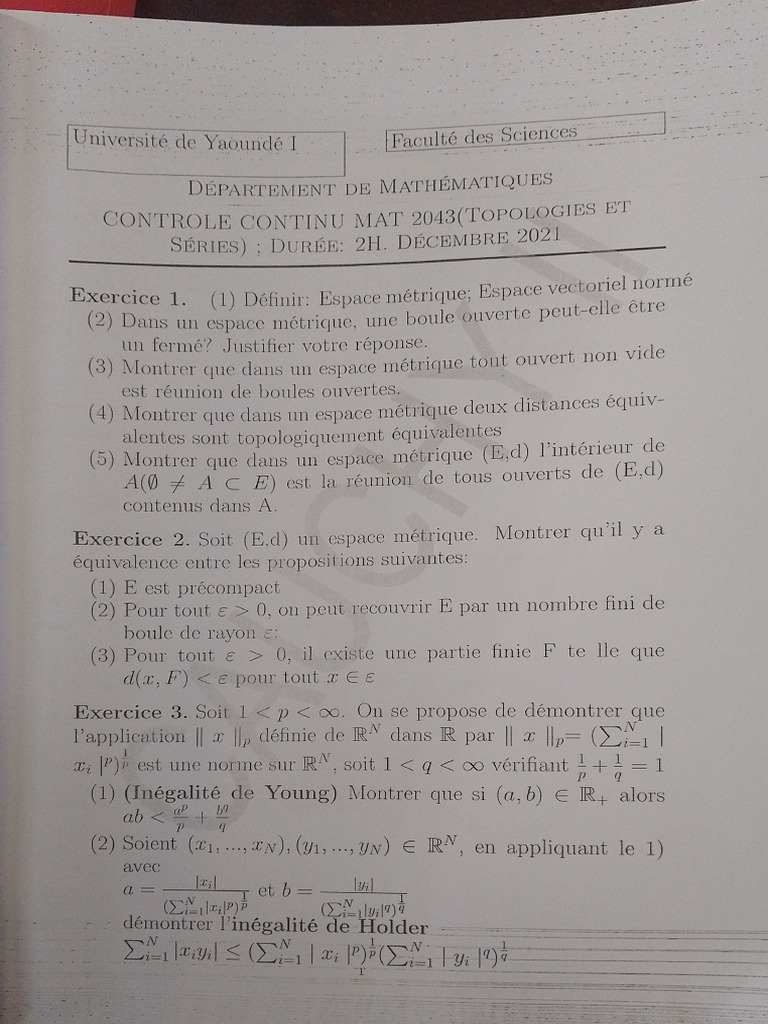 Université de Yaoundé I
Faculté des Sciences
DÉPARTEMENT DE MATHÉMATIQUES
CONTROLE CONTINU MAT 2043(TOPOLOGIES ET
SÉRIES) ; DURÉE: 2H. DÉCEMBRE 2021
Exercice 1. (1) Définir: Espace métrique; Espace vectoriel normé
(2) Dans un espace métrique, une boule ouverte peut-elle être
un fermé? Justifier votre réponse.
(3) Montrer que dans un espace métrique tout ouvert non vide
est réunion de boules ouvertes.
(4) Montrer que dans un espace métrique deux distances équiv-
alentes sont topologiquement équivalentes
(5) Montrer que dans un espace métrique (E,d) l'intérieur de
A(∅ ≠ A ⊂ E) est la réunion de tous ouverts de (E,d)
contenus dans A.
Exercice 2. Soit (E,d) un espace métrique. Montrer qu'il y a
équivalence entre les propositions suivantes:
(1) E est précompact
(2) Pour tout ε > 0, on peut recouvrir E par un nombre fini de
boule de rayon ε:
(3) Pour tout ε > 0, il existe une partie finie F te lle que
d(x, F) < ε pour tout x ∈ ε
Exercice 3. Soit 1 < p < ∞. On se propose de démontrer que
l'application ‖ x ‖_p définie de ℝ^N dans ℝ par ‖ x ‖_p= (∑_{i=1}^N |
x_i |^p)^{1/p} est une norme sur ℝ^N, soit 1 < q < ∞ vérifiant 1/p + 1/q = 1
(1) (Inégalité de Young) Montrer que si (a, b) ∈ ℝ_+ alors
ab < a^p/p + b^q/q
(2) Soient (x_1, ..., x_N), (y_1, ..., y_N) ∈ ℝ^N, en appliquant le 1)
avec
a = |x_i| / (∑_{i=1}^N |x_i|^p)^{1/p} et b = |y_i| / (∑_{i=1}^N |y_i|^q)^{1/q}
démontrer l'inégalité de Holder
∑_{i=1}^N |x_i y_i| ≤ (∑_{i=1}^N | x_i |^p)^{1/p} (∑_{i=1}^N | y_i |^q)^{1/q}
1